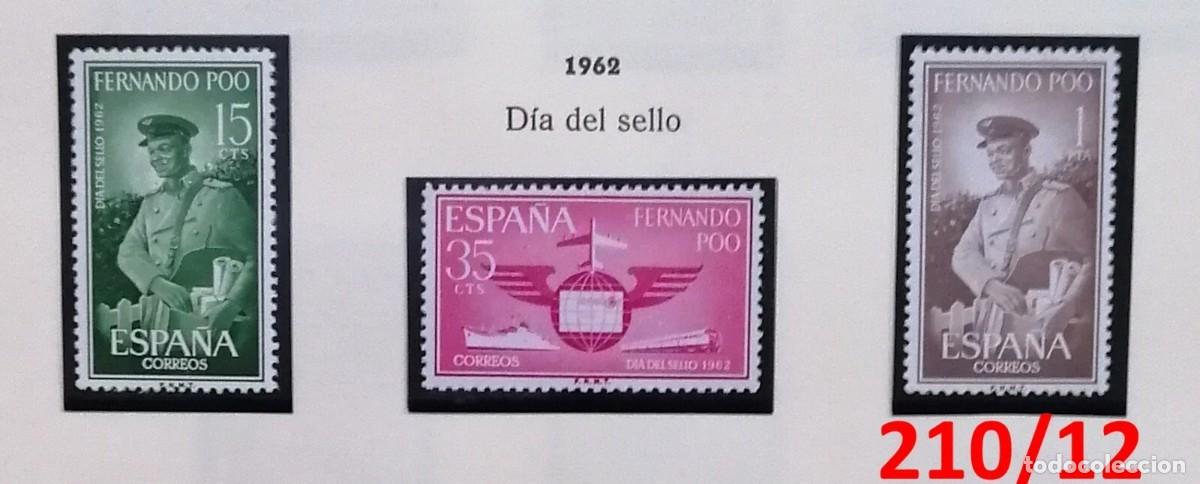 1962
Día del sello
FERNANDO POO
15
CTS
DIA DEL SELLO 1962
ESPAÑA
CORREOS
F.N.M.T.
ESPAÑA
FERNANDO
POO
35
CTS
CORREOS
DIA DEL SELLO 1962
F.N.M.T.
FERNANDO POO
1
PTA
DIA DEL SELLO 1962
ESPAÑA
CORREOS
F.N.M.T.
210/12
todocoleccion